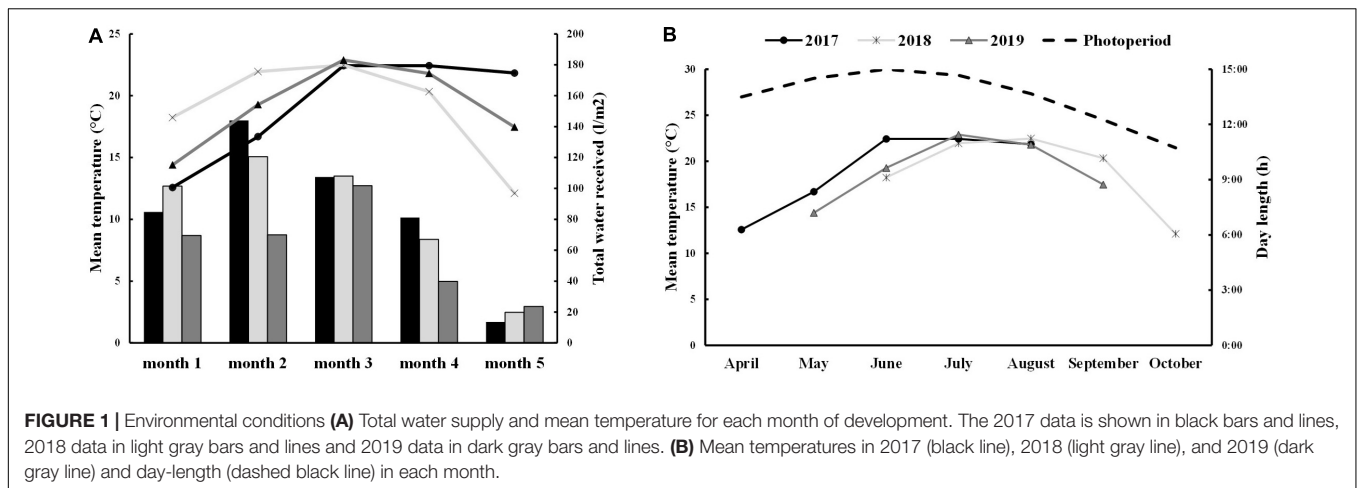 A
25
20
15
10
5
0
Mean temperature (°C)
200
180
160
140
120
100
80
60
40
20
0
Total water received (l/m2)
month 1 month 2 month 3 month 4 month 5
B
2017 2018 2019 Photoperiod
30
25
20
15
10
5
0
Mean temperature (°C)
15:00
12:00
9:00
6:00
3:00
0:00
Day length (h)
April May June July August September October
FIGURE 1 | Environmental conditions (A) Total water supply and mean temperature for each month of development. The 2017 data is shown in black bars and lines,
2018 data in light gray bars and lines and 2019 data in dark gray bars and lines. (B) Mean temperatures in 2017 (black line), 2018 (light gray line), and 2019 (dark
gray line) and day-length (dashed black line) in each month.